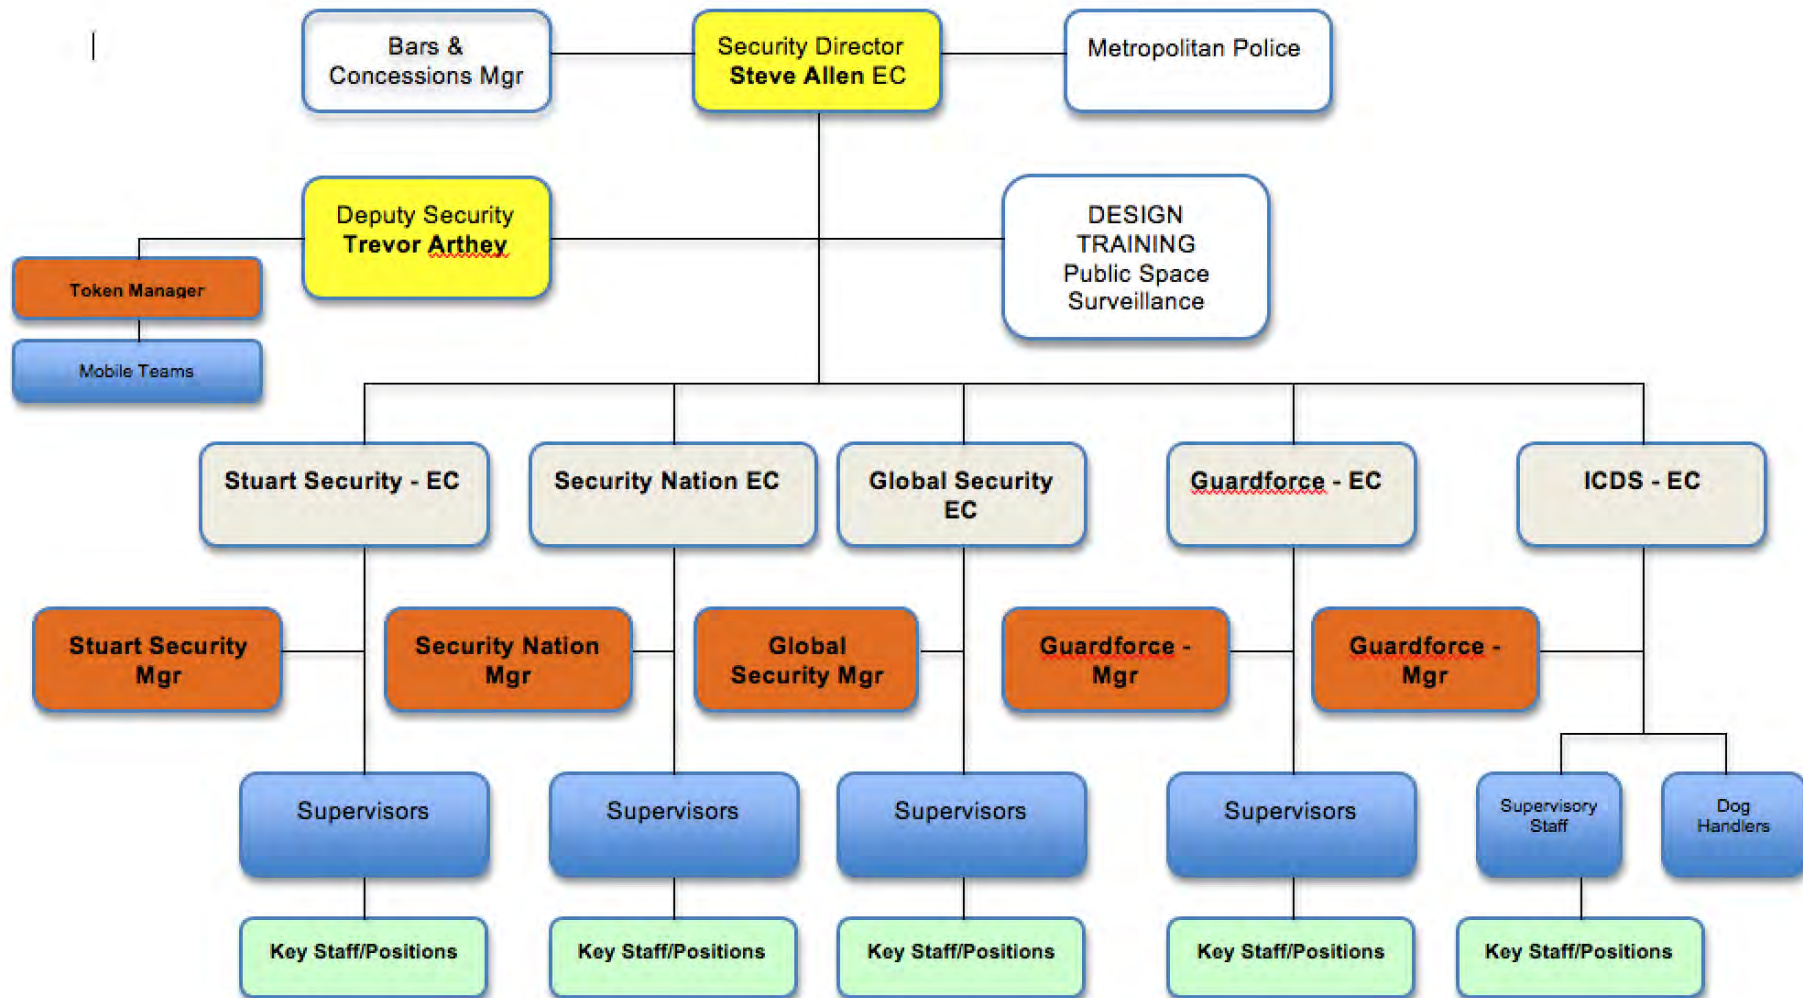 Bars &
Concessions Mgr
Security Director
Steve Allen EC
Metropolitan Police
Deputy Security
Trevor Arthey
DESIGN
TRAINING
Public Space
Surveillance
Token Manager
Mobile Teams
Stuart Security - EC
Security Nation EC
Global Security
EC
Guardforce - EC
ICDS - EC
Stuart Security
Mgr
Security Nation
Mgr
Global
Security Mgr
Guardforce -
Mgr
Guardforce -
Mgr
Supervisors
Supervisors
Supervisors
Supervisors
Supervisory
Staff
Dog
Handlers
Key Staff/Positions
Key Staff/Positions
Key Staff/Positions
Key Staff/Positions
Key Staff/Positions